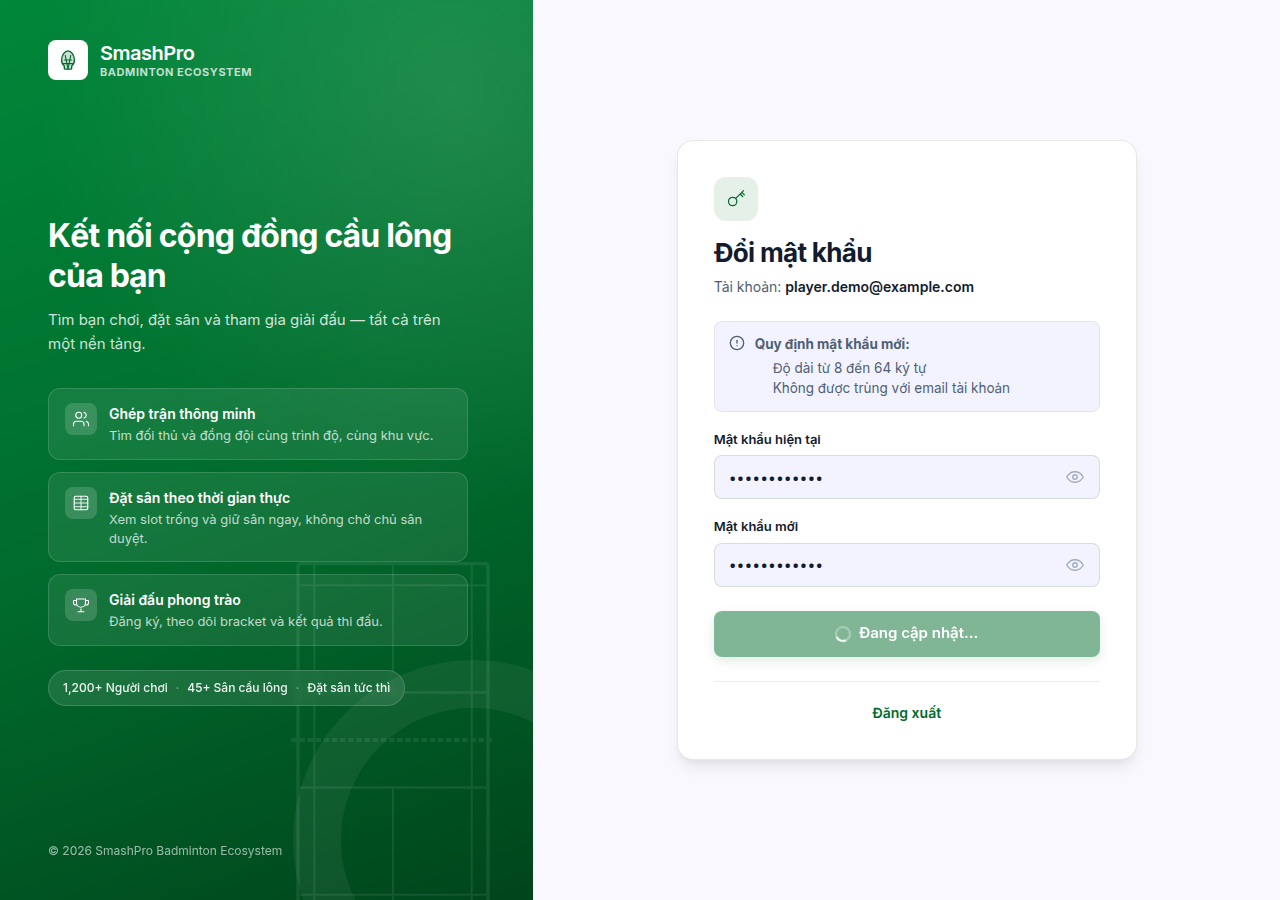 SmashPro
BADMINTON ECOSYSTEM
Kết nối cộng đồng cầu lông
của bạn
Tìm bạn chơi, đặt sân và tham gia giải đấu — tất cả trên
một nền tảng.
Ghép trận thông minh
Tìm đối thủ và đồng đội cùng trình độ, cùng khu vực.
Đặt sân theo thời gian thực
Xem slot trống và giữ sân ngay, không chờ chủ sân
duyệt.
Giải đấu phong trào
Đăng ký, theo dõi bracket và kết quả thi đấu.
1,200+ Người chơi · 45+ Sân cầu lông · Đặt sân tức thì
© 2026 SmashPro Badminton Ecosystem
Đổi mật khẩu
Tài khoản: player.demo@example.com
Quy định mật khẩu mới:
Độ dài từ 8 đến 64 ký tự
Không được trùng với email tài khoản
Mật khẩu hiện tại
••••••••••••
Mật khẩu mới
••••••••••••
Đang cập nhật...
Đăng xuất